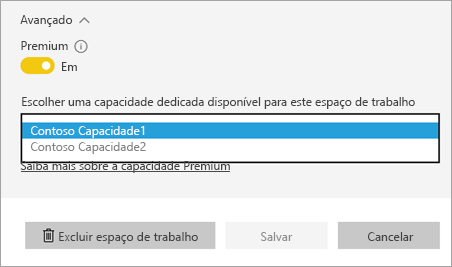 Avançado
Premium
Em
Escolher uma capacidade dedicada disponível para este espaço de trabalho
Contoso Capacidade1
Contoso Capacidade2
Saiba mais sobre a capacidade Premium
Excluir espaço de trabalho
Salvar
Cancelar